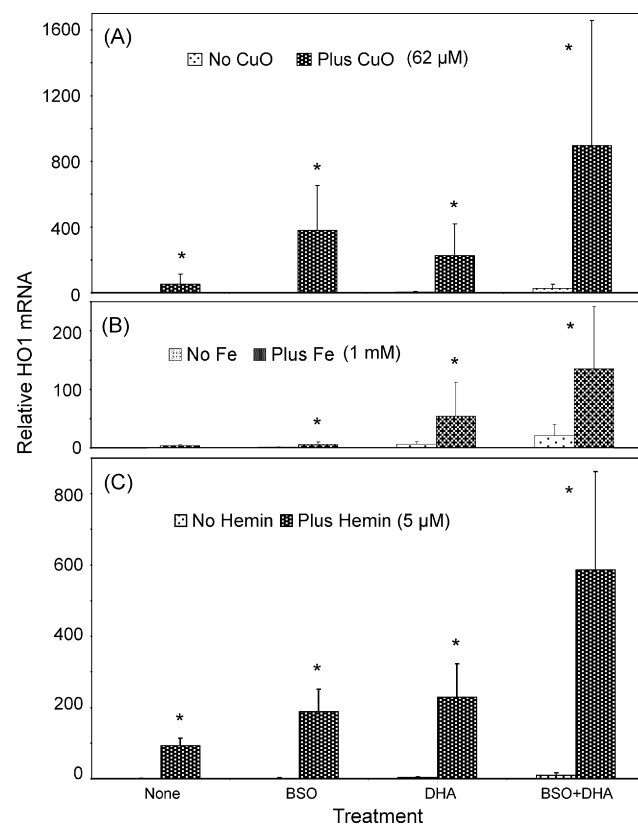 (A)
No CuO Plus CuO (62 µM)
*
*
*
*
1600
1200
800
400
0
(B)
No Fe Plus Fe (1 mM)
*
*
*
200
100
0
(C)
No Hemin Plus Hemin (5 µM)
*
*
*
*
800
600
400
200
0
Relative HO1 mRNA
None BSO DHA BSO+DHA
Treatment